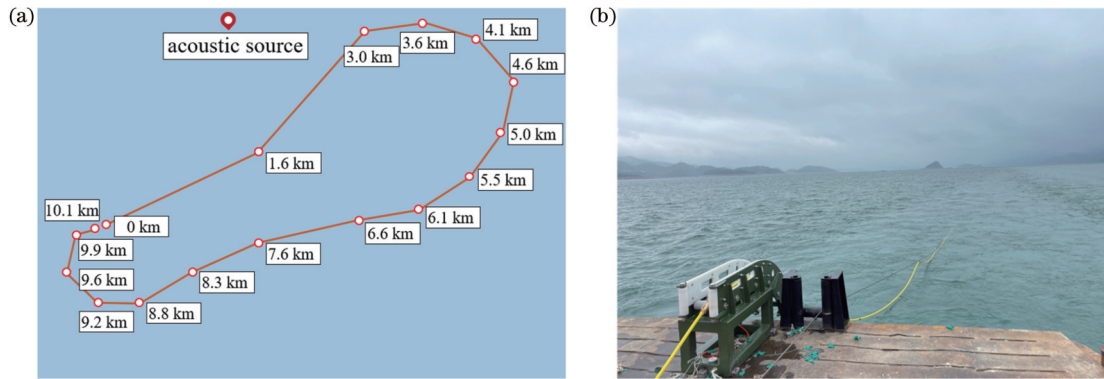 (a)
acoustic source
3.0 km
3.6 km
4.1 km
4.6 km
5.0 km
5.5 km
6.1 km
6.6 km
7.6 km
8.3 km
8.8 km
9.2 km
9.6 km
9.9 km
10.1 km
0 km
1.6 km
(b)